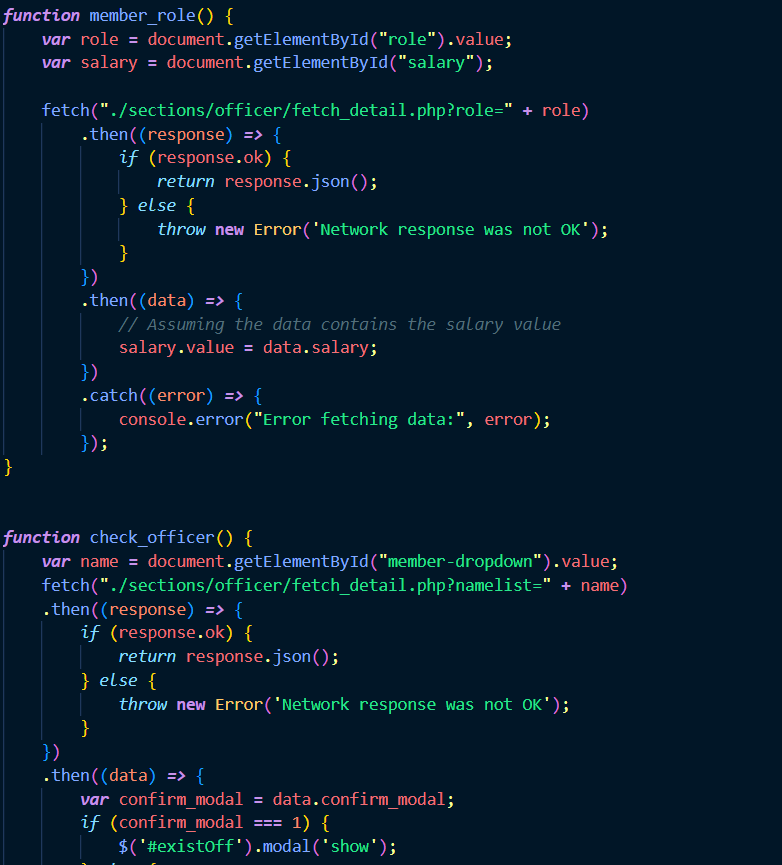 function member_role() {
var role = document.getElementById("role").value;
var salary = document.getElementById("salary");
fetch("./sections/officer/fetch_detail.php?role=" + role)
.then((response) => {
if (response.ok) {
return response.json();
} else {
throw new Error('Network response was not OK');
}
})
.then((data) => {
// Assuming the data contains the salary value
salary.value = data.salary;
})
.catch((error) => {
console.error("Error fetching data:", error);
});
}
function check_officer() {
var name = document.getElementById("member-dropdown").value;
fetch("./sections/officer/fetch_detail.php?namelist=" + name)
.then((response) => {
if (response.ok) {
return response.json();
} else {
throw new Error('Network response was not OK');
}
})
.then((data) => {
var confirm_modal = data.confirm_modal;
if (confirm_modal === 1) {
$('#existOff').modal('show');